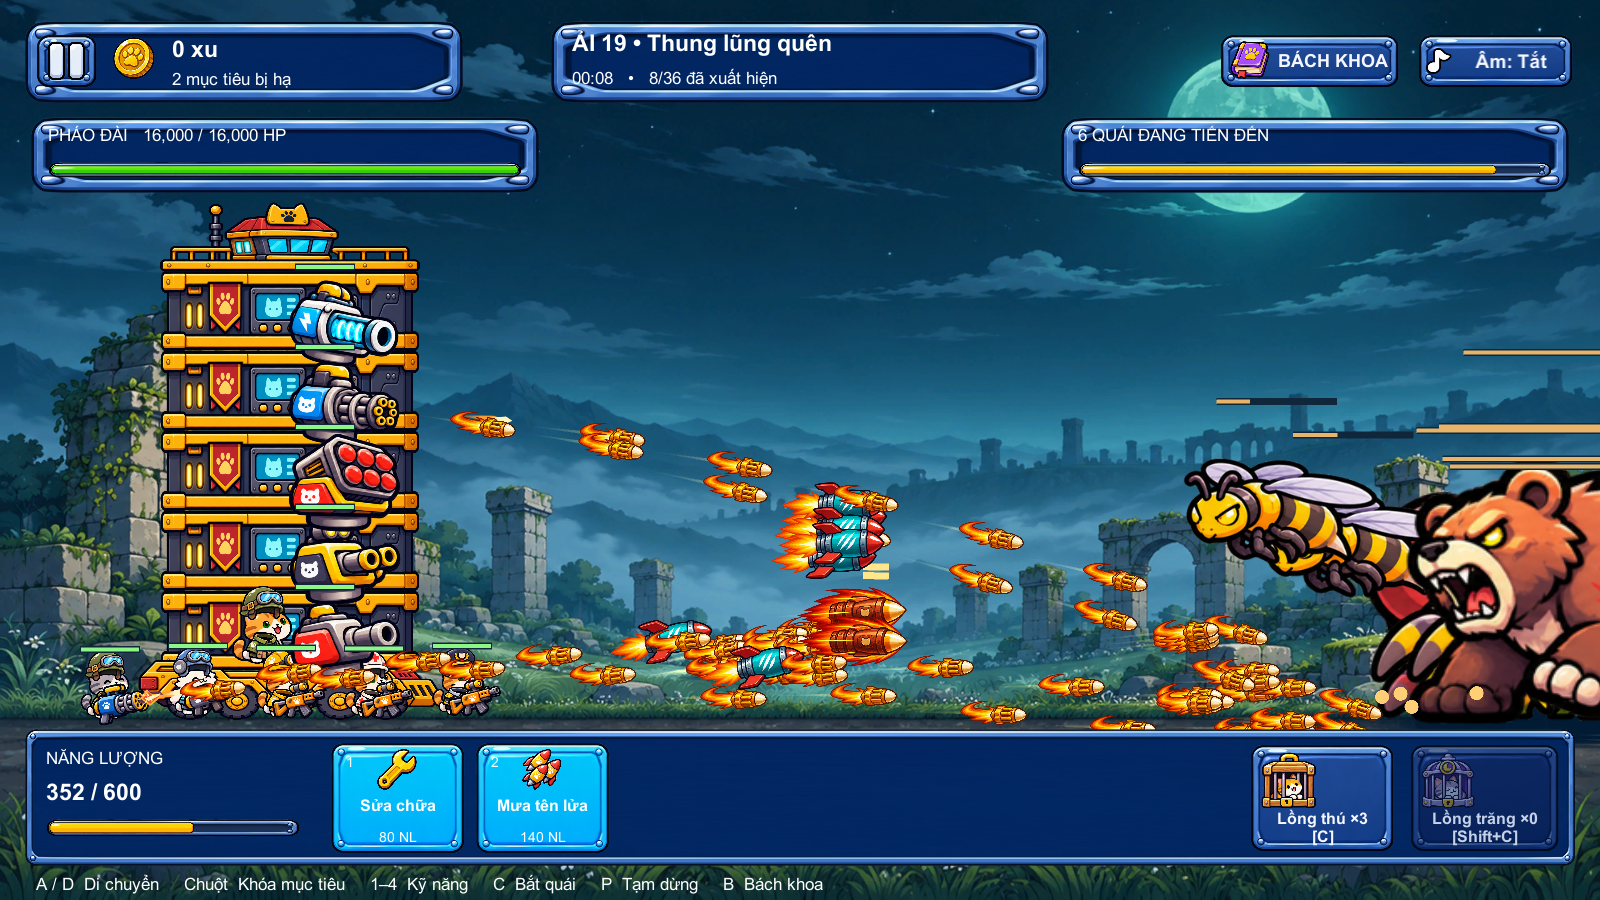 0 xu
2 mục tiêu bị hạ
ẢI 19 • Thung lũng quên
00:08 • 8/36 đã xuất hiện
BÁCH KHOA
Âm: Tắt
PHÁO ĐÀI 16,000 / 16,000 HP
6 QUÁI ĐANG TIẾN ĐẾN
NĂNG LƯỢNG
352 / 600
1
Sửa chữa
80 NL
2
Mưa tên lửa
140 NL
Lồng thú ×3
[C]
Lồng trăng ×0
[Shift+C]
A / D Di chuyển Chuột Khóa mục tiêu 1–4 Kỹ năng C Bắt quái P Tạm dừng B Bách khoa